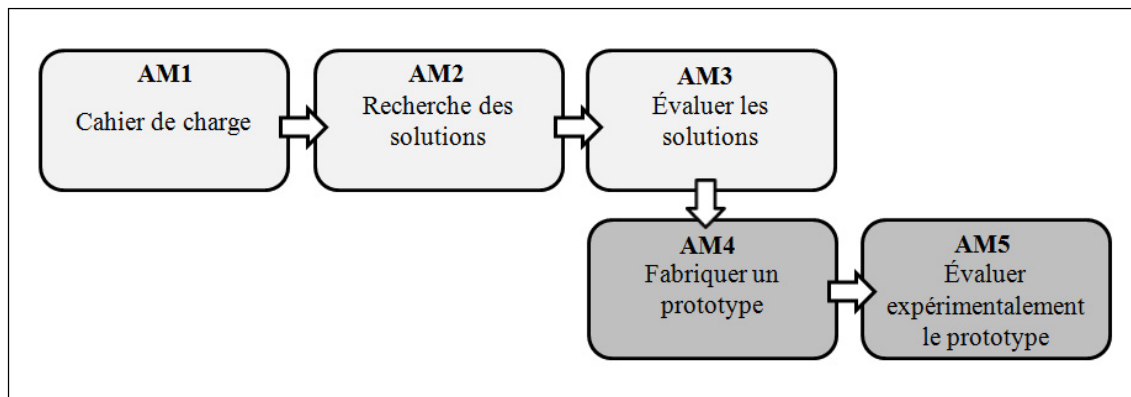 AM1
Cahier de charge
AM2
Recherche des
solutions
AM3
Évaluer les
solutions
AM4
Fabriquer un
prototype
AM5
Évaluer
expérimentalement
le prototype